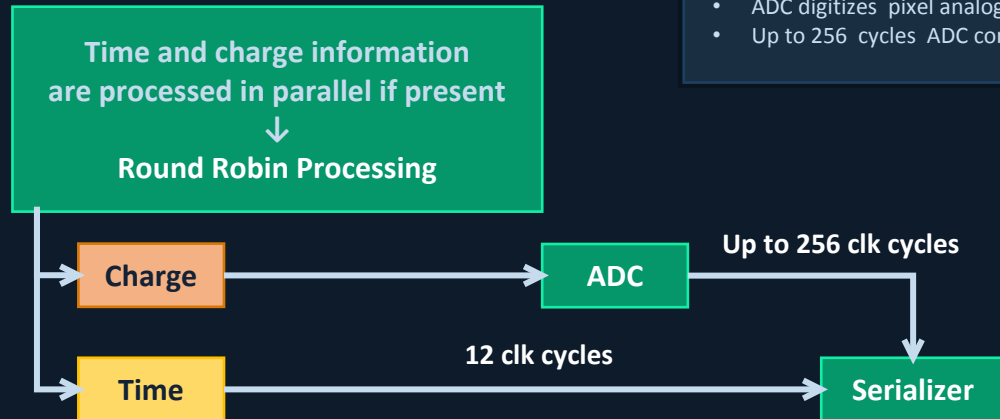 • ADC digitizes pixel analog
• Up to 256 cycles ADC
Time and charge information
are processed in parallel if present
↓
Round Robin Processing
Up to 256 clk cycles
Charge
ADC
12 clk cycles
Time
Serializer